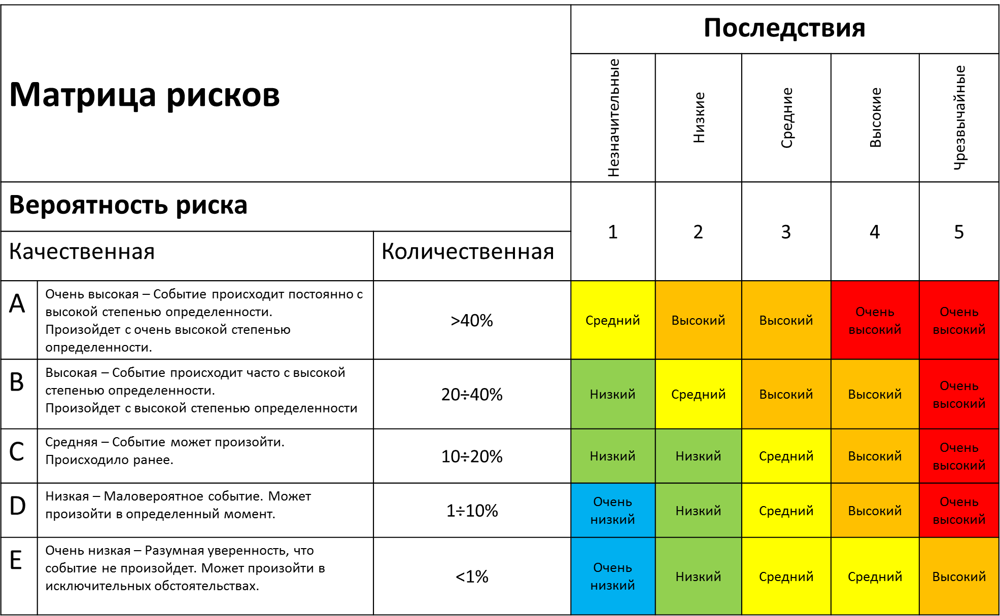 Последствия
Матрица рисков
Незначительные
Низкие
Средние
Высокие
Чрезвычайные
Вероятность риска
1
2
3
4
5
Качественная
Количественная
A
Очень высокая – Событие происходит постоянно с
высокой степенью определенности.
Произойдет с очень высокой степенью
определенности.
>40%
Средний
Высокий
Высокий
Очень
высокий
Очень
высокий
B
Высокая – Событие происходит часто с высокой
степенью определенности.
Произойдет с высокой степенью определенности
20÷40%
Низкий
Средний
Высокий
Высокий
Очень
высокий
C
Средняя – Событие может произойти.
Происходило ранее.
10÷20%
Низкий
Низкий
Средний
Высокий
Очень
высокий
D
Низкая – Маловероятное событие. Может
произойти в определенный момент.
1÷10%
Очень
низкий
Низкий
Средний
Высокий
Очень
высокий
E
Очень низкая – Разумная уверенность, что
событие не произойдет. Может произойти в
исключительных обстоятельствах.
<1%
Очень
низкий
Низкий
Средний
Средний
Высокий